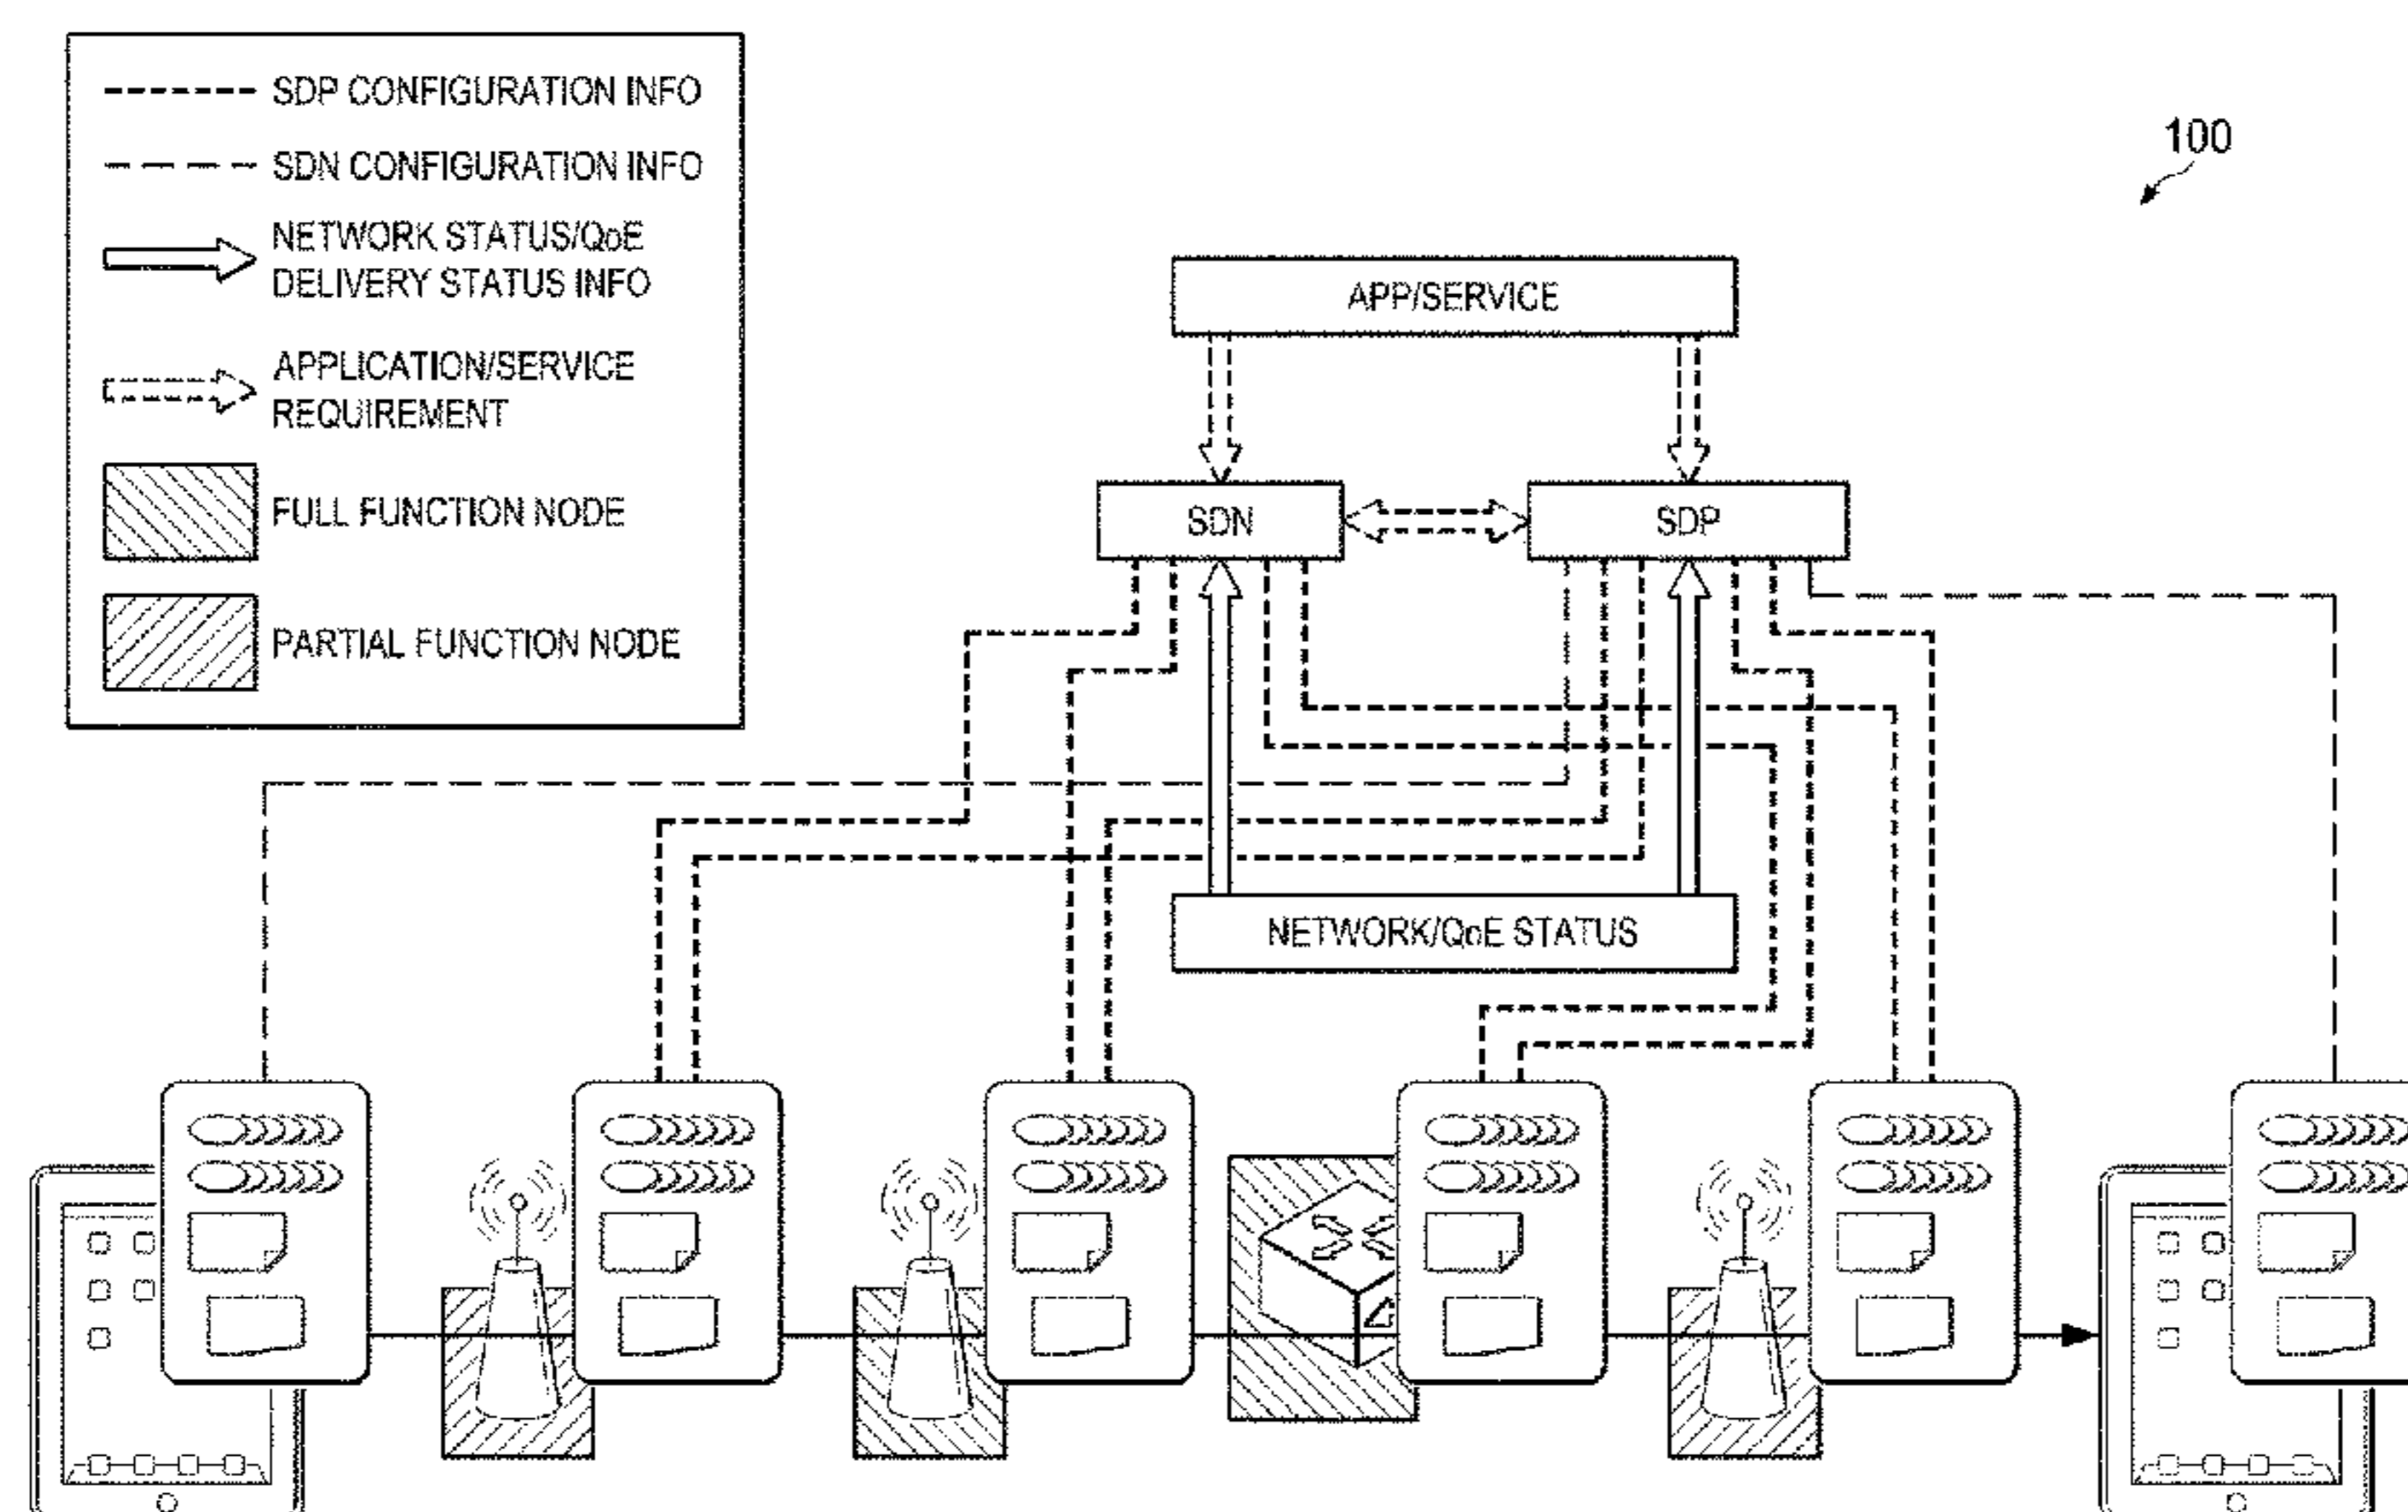 SDP CONFIGURATION INFO
SDN CONFIGURATION INFO
NETWORK STATUS/QoE
DELIVERY STATUS INFO
APPLICATION/SERVICE
REQUIREMENT
FULL FUNCTION NODE
PARTIAL FUNCTION NODE
100
APP/SERVICE
SDN
SDP
NETWORK/QoE STATUS